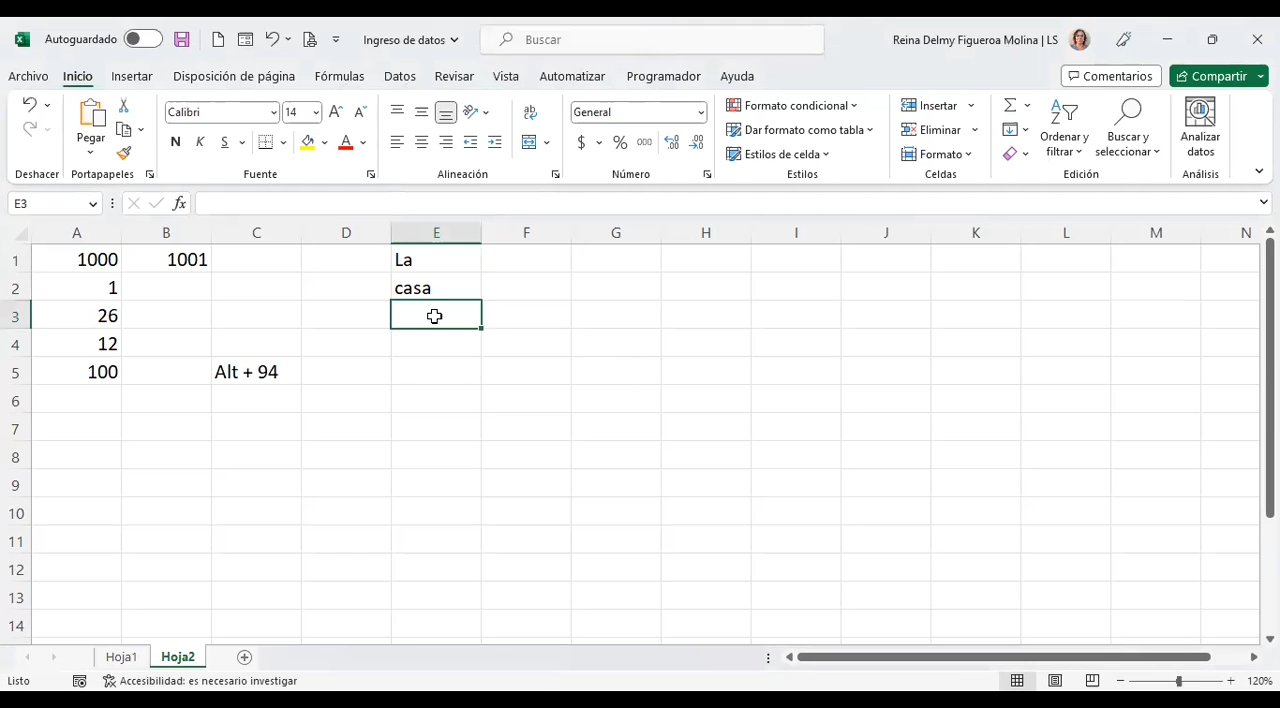 Autoguardado Ingreso de datos Buscar Reina Delmy Figueroa Molina | LS
Archivo Inicio Insertar Disposición de página Fórmulas Datos Revisar Vista Automatizar Programador Ayuda Comentarios Compartir
Pegar Calibri 14 General Formato condicional Insertar
Dar formato como tabla Eliminar Ordenar y filtrar Buscar y seleccionar Analizar datos
N K S $ % 000 Estilos de celda Formato
Deshacer Portapapeles Fuente Alineación Número Estilos Celdas Edición Análisis
E3 fx
A B C D E F G H I J K L M N
1 1000 1001 La
2 1 casa
3 26
4 12
5 100 Alt + 94
6
7
8
9
10
11
12
13
14
Hoja1 Hoja2
Listo Accesibilidad: es necesario investigar 120%